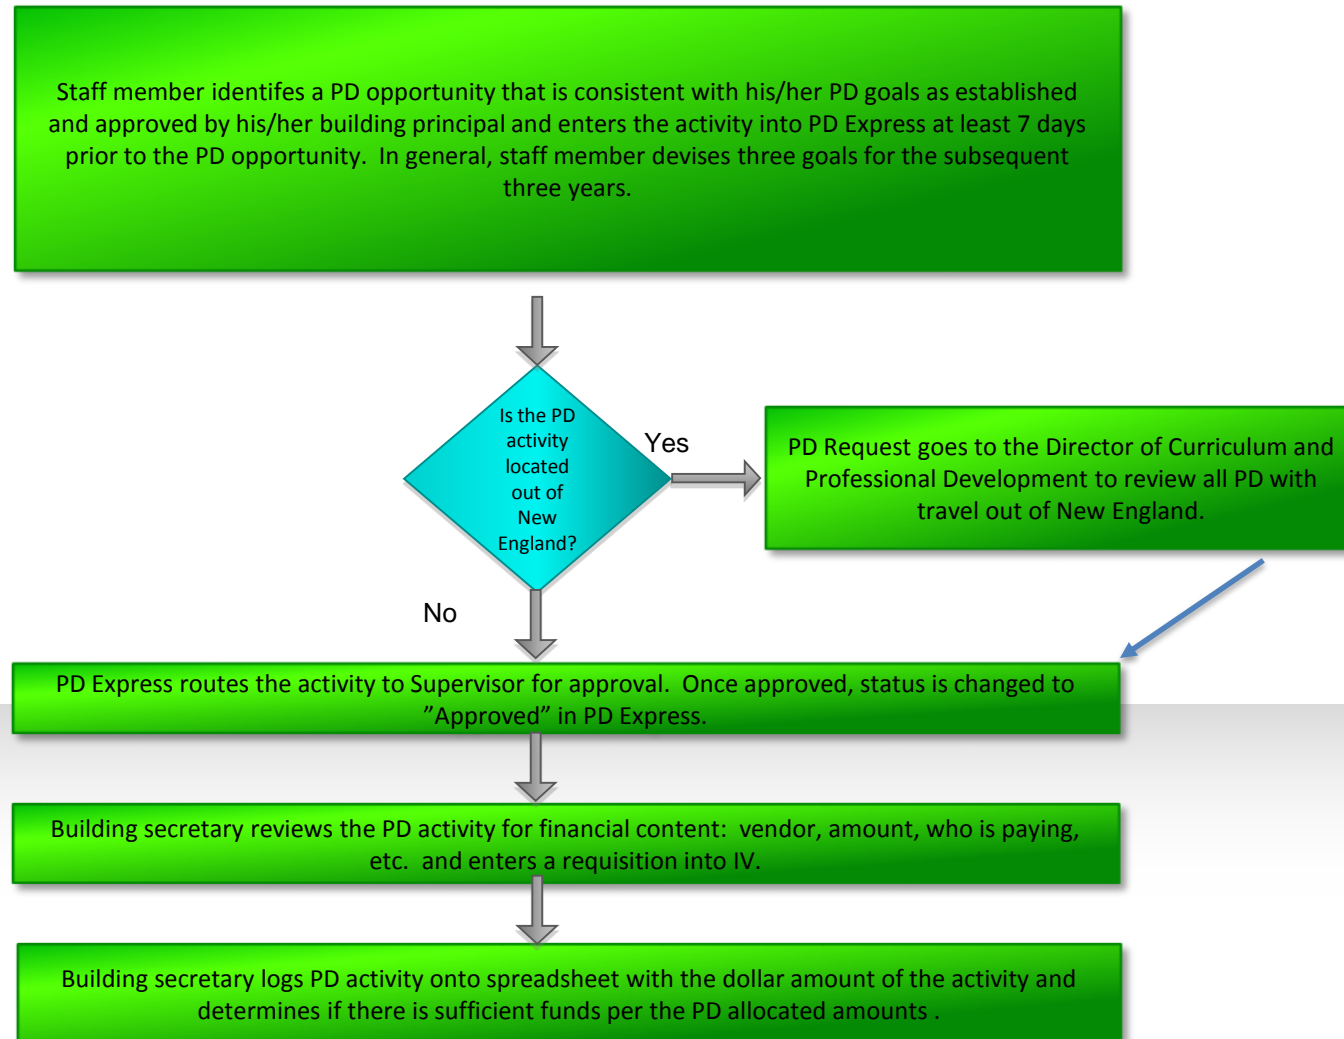 Staff member identifes a PD opportunity that is consistent with his/her PD goals as established
and approved by his/her building principal and enters the activity into PD Express at least 7 days
prior to the PD opportunity.  In general, staff member devises three goals for the subsequent
three years.
Is the PD
activity
located
out of
New
England?
Yes
PD Request goes to the Director of Curriculum and
Professional Development to review all PD with
travel out of New England.
No
PD Express routes the activity to Supervisor for approval.  Once approved, status is changed to
”Approved” in PD Express.
Building secretary reviews the PD activity for financial content:  vendor, amount, who is paying,
etc.  and enters a requisition into IV.
Building secretary logs PD activity onto spreadsheet with the dollar amount of the activity and
determines if there is sufficient funds per the PD allocated amounts .